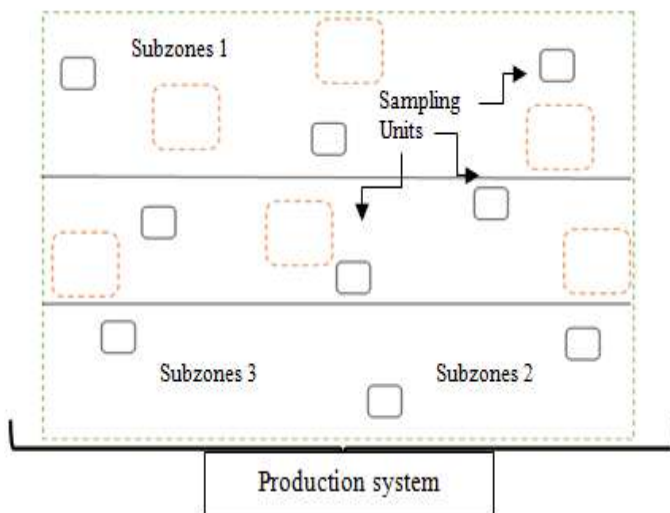 Subzones 1
Sampling
Units
Subzones 3
Subzones 2
Production system